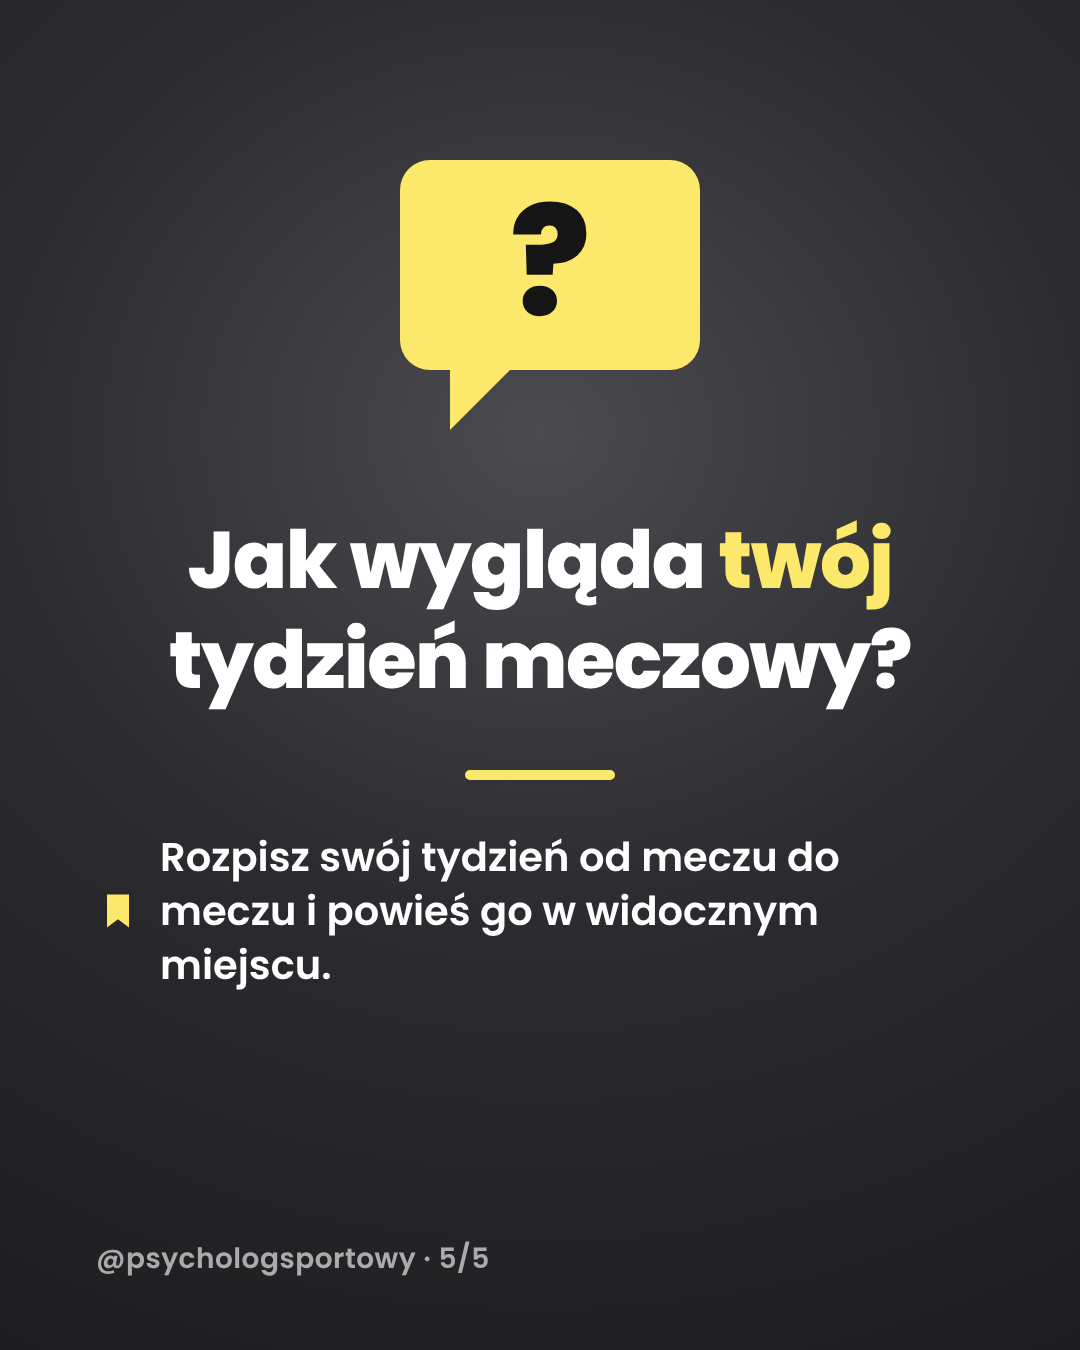 ?
Jak wygląda twój
tydzień meczowy?
Rozpisz swój tydzień od meczu do
meczu i powieś go w widocznym
miejscu.
@psychologsportowy · 5/5